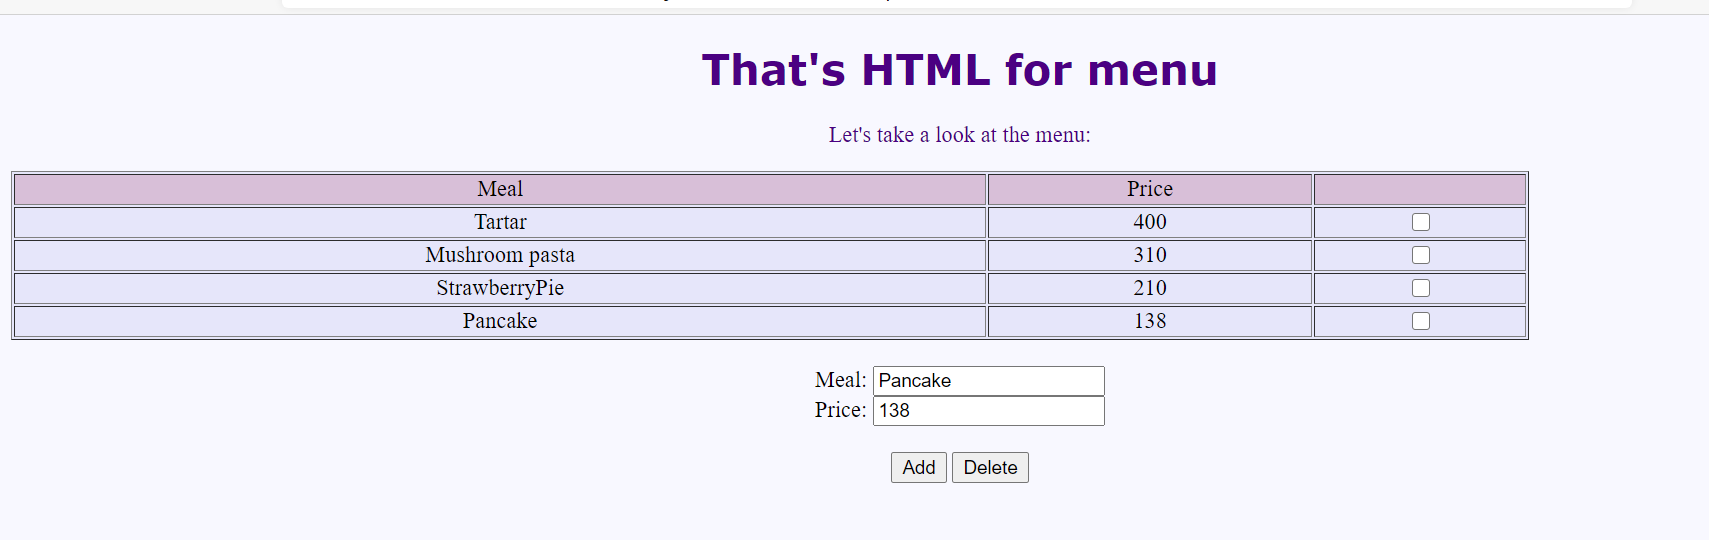 That's HTML for menu
Let's take a look at the menu:
Meal Price
Tartar 400
Mushroom pasta 310
StrawberryPie 210
Pancake 138
Meal: Pancake
Price: 138
Add Delete